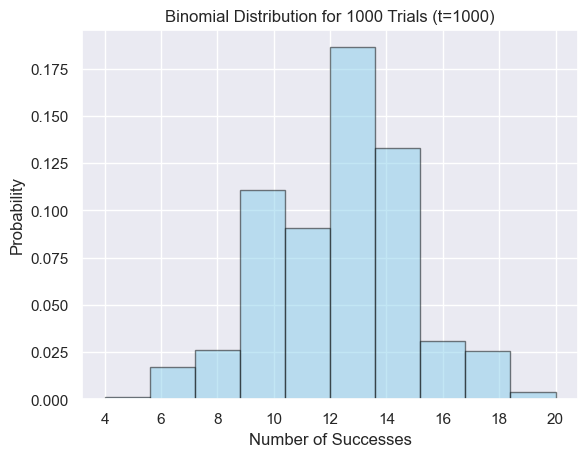 Binomial Distribution for 1000 Trials (t=1000)
0.175
0.150
0.125
0.100
0.075
0.050
0.025
0.000
Probability
4 6 8 10 12 14 16 18 20
Number of Successes